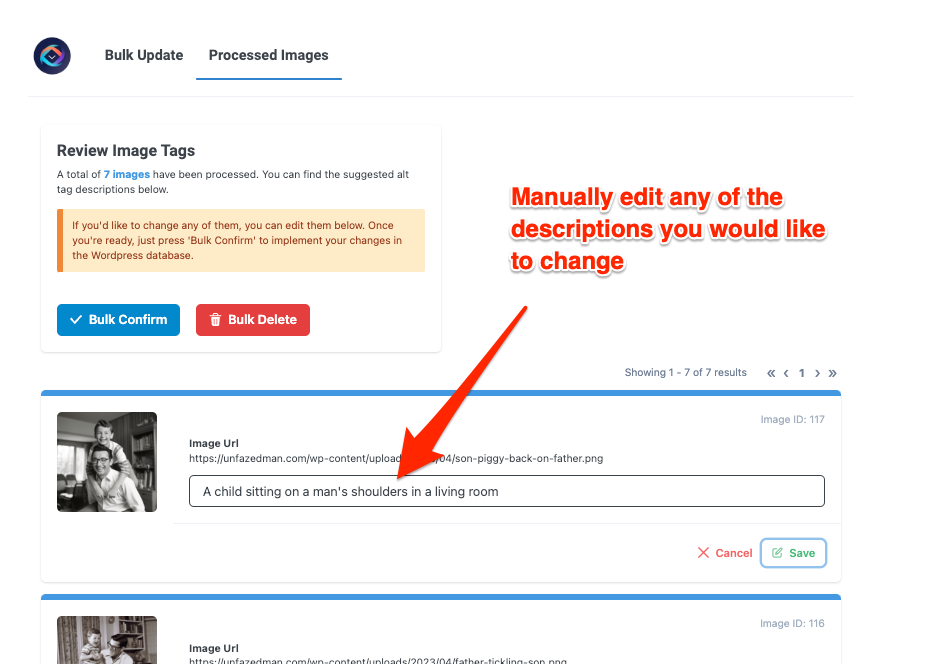 Bulk Update
Processed Images
Review Image Tags
A total of 7 images have been processed. You can find the suggested alt
tag descriptions below.
If you'd like to change any of them, you can edit them below. Once
you're ready, just press 'Bulk Confirm' to implement your changes in
the Wordpress database.
Bulk Confirm
Bulk Delete
Manually edit any of the
descriptions you would like
to change
Showing 1 - 7 of 7 results
« ‹ 1 › »
Image ID: 117
Image Url
https://unfazedman.com/wp-content/upload /04/son-piggy-back-on-father.png
A child sitting on a man's shoulders in a living room
Cancel
Save
Image ID: 116
Image Url
https://unfazedman.com/wp-content/uploads/2023/04/father-tickling-son.png